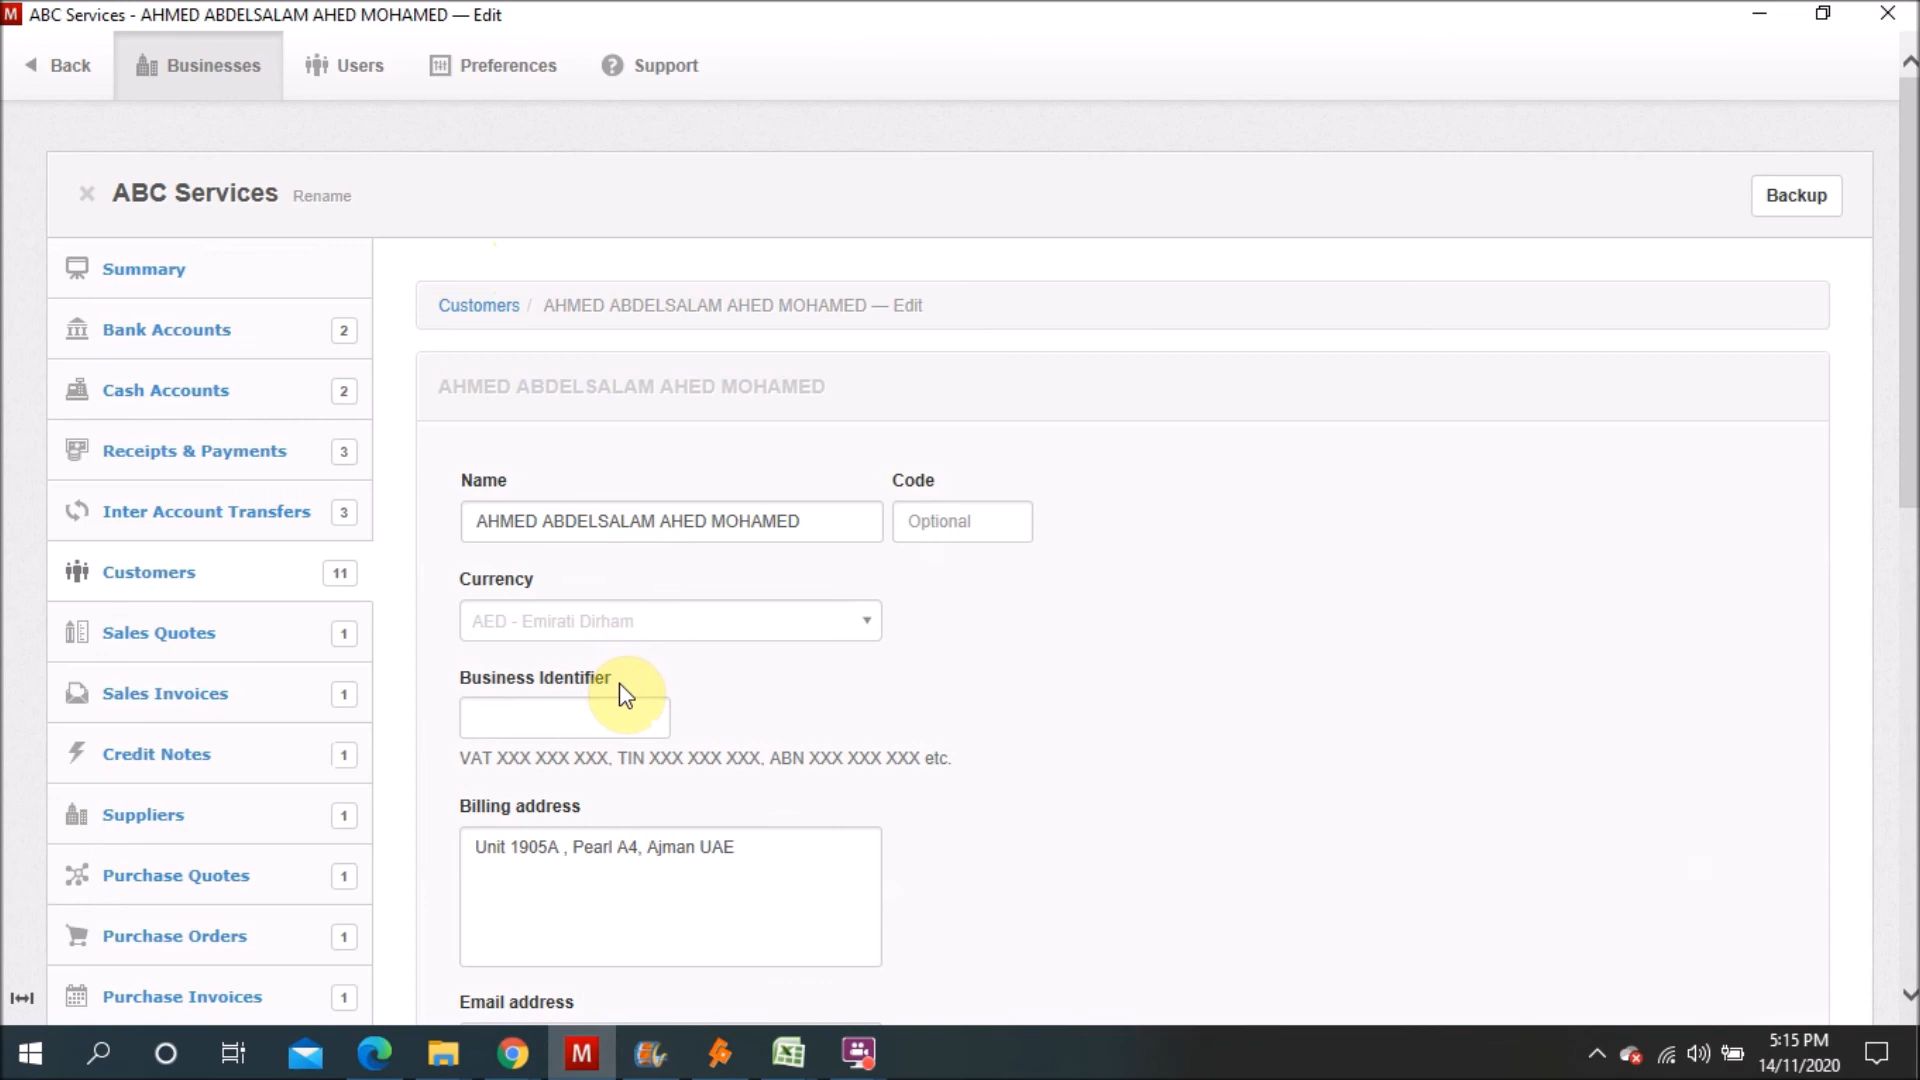 M ABC Services - AHMED ABDELSALAM AHED MOHAMED — Edit
Back
Businesses
Users
Preferences
Support
ABC Services Rename
Backup
Summary
Bank Accounts 2
Cash Accounts 2
Receipts & Payments 3
Inter Account Transfers 3
Customers 11
Sales Quotes 1
Sales Invoices 1
Credit Notes 1
Suppliers 1
Purchase Quotes 1
Purchase Orders 1
Purchase Invoices 1
Customers / AHMED ABDELSALAM AHED MOHAMED — Edit
AHMED ABDELSALAM AHED MOHAMED
Name
Code
AHMED ABDELSALAM AHED MOHAMED
Optional
Currency
AED - Emirati Dirham
Business Identifier
VAT XXX XXX XXX, TIN XXX XXX XXX, ABN XXX XXX XXX etc.
Billing address
Unit 1905A , Pearl A4, Ajman UAE
Email address
M
5:15 PM
14/11/2020